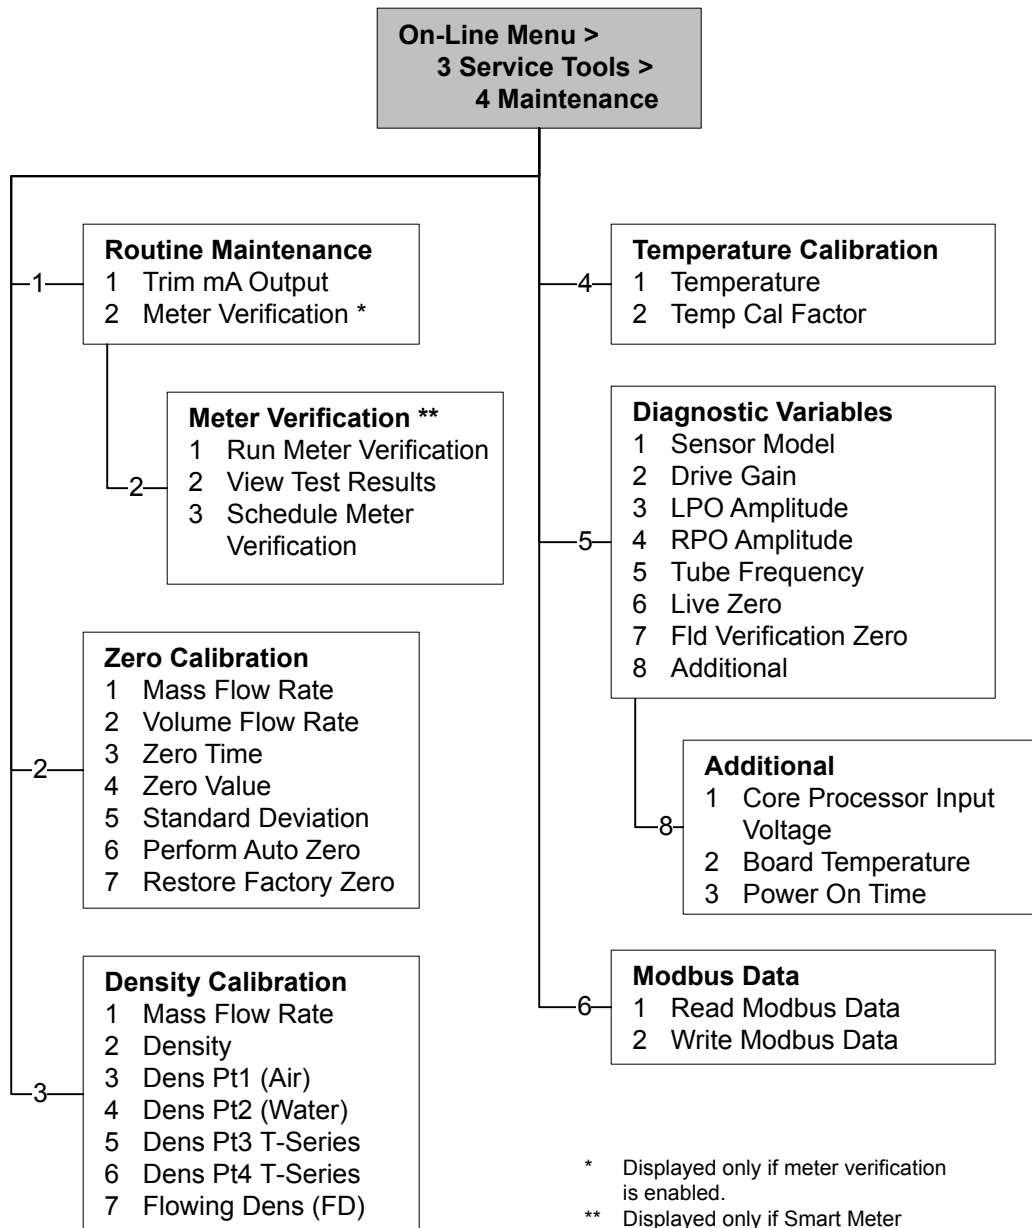 On-Line Menu >
3 Service Tools >
4 Maintenance
1
Routine Maintenance
1 Trim mA Output
2 Meter Verification *
2
Meter Verification **
1 Run Meter Verification
2 View Test Results
3 Schedule Meter
Verification
2
Zero Calibration
1 Mass Flow Rate
2 Volume Flow Rate
3 Zero Time
4 Zero Value
5 Standard Deviation
6 Perform Auto Zero
7 Restore Factory Zero
3
Density Calibration
1 Mass Flow Rate
2 Density
3 Dens Pt1 (Air)
4 Dens Pt2 (Water)
5 Dens Pt3 T-Series
6 Dens Pt4 T-Series
7 Flowing Dens (FD)
4
Temperature Calibration
1 Temperature
2 Temp Cal Factor
5
Diagnostic Variables
1 Sensor Model
2 Drive Gain
3 LPO Amplitude
4 RPO Amplitude
5 Tube Frequency
6 Live Zero
7 Fld Verification Zero
8 Additional
8
Additional
1 Core Processor Input
Voltage
2 Board Temperature
3 Power On Time
6
Modbus Data
1 Read Modbus Data
2 Write Modbus Data
* Displayed only if meter verification
is enabled.
** Displayed only if Smart Meter